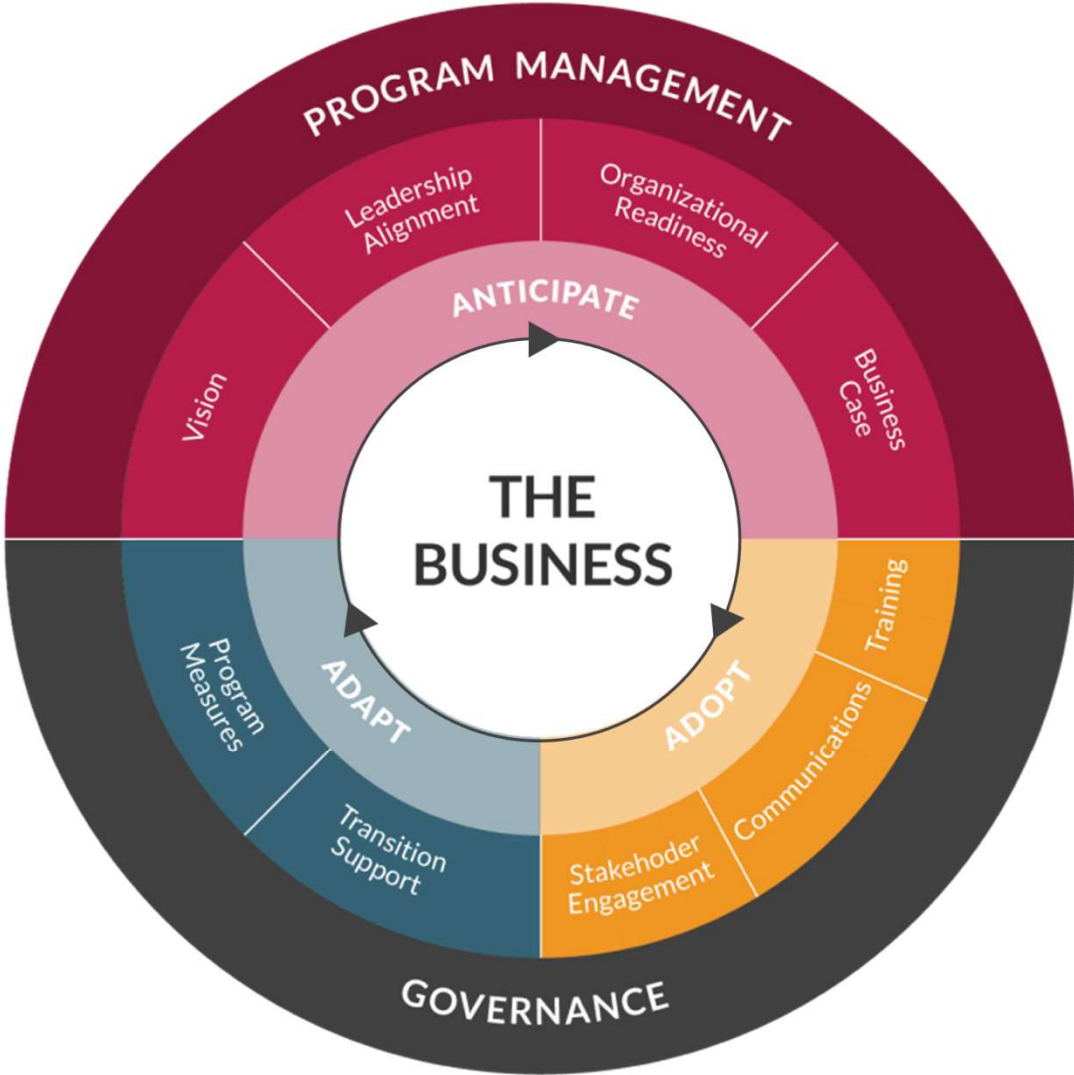 PROGRAM MANAGEMENT
Leadership
Alignment
Organizational
Readiness
Vision
ANTICIPATE
Business
Case
THE
BUSINESS
Training
Program
Measures
ADAPT
ADOPT
Communications
Transition
Support
Stakehoder
Engagement
GOVERNANCE